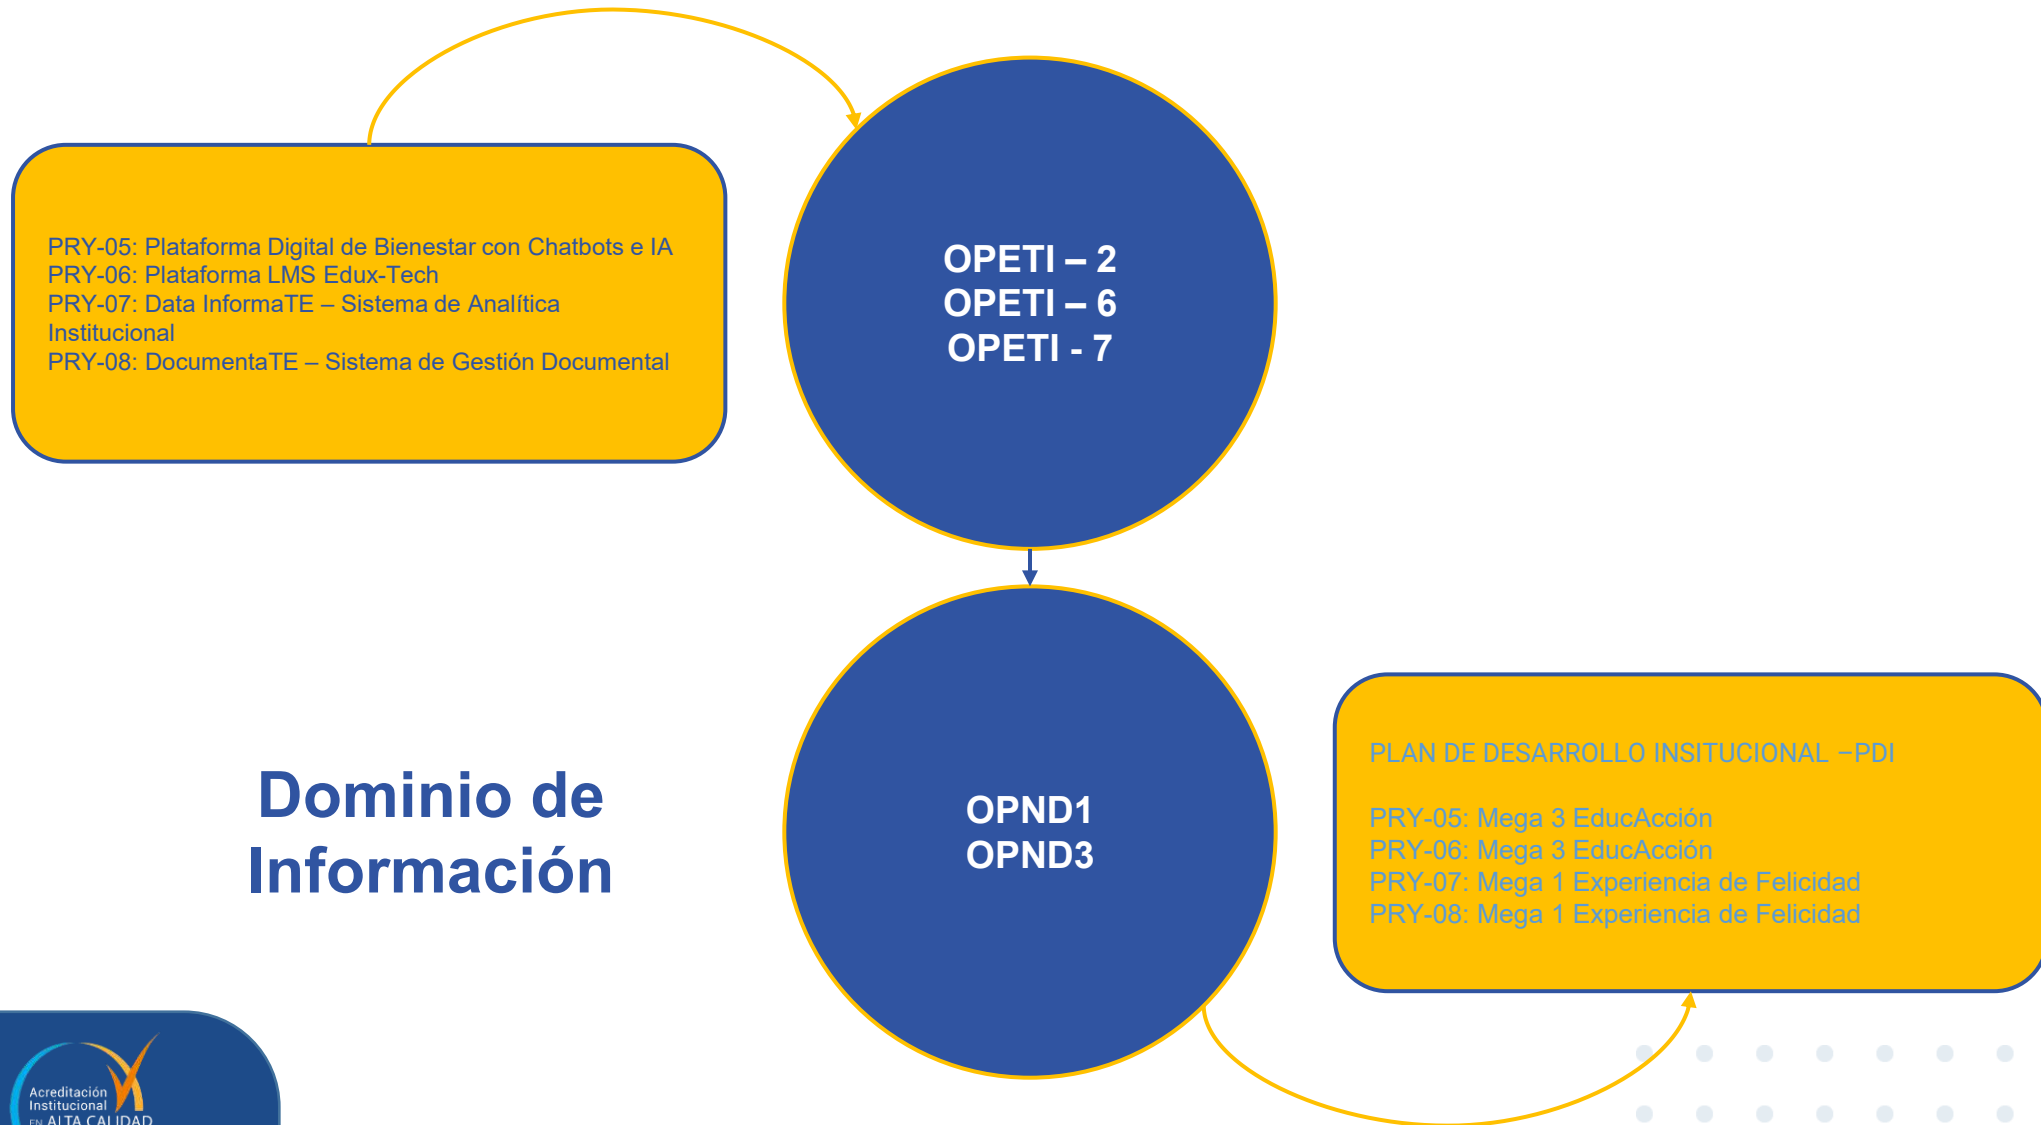 PRY-05: Plataforma Digital de Bienestar con Chatbots e IA
PRY-06: Plataforma LMS Edux-Tech
PRY-07: Data InformaTE – Sistema de Analítica
Institucional
PRY-08: DocumentaTE – Sistema de Gestión Documental
OPETI – 2
OPETI – 6
OPETI - 7
Dominio de
Información
OPND1
OPND3
PLAN DE DESARROLLO INSITUCIONAL –PDI
PRY-05: Mega 3 EducAcción
PRY-06: Mega 3 EducAcción
PRY-07: Mega 1 Experiencia de Felicidad
PRY-08: Mega 1 Experiencia de Felicidad
Acreditación
Institucional
EN ALTA CALIDAD